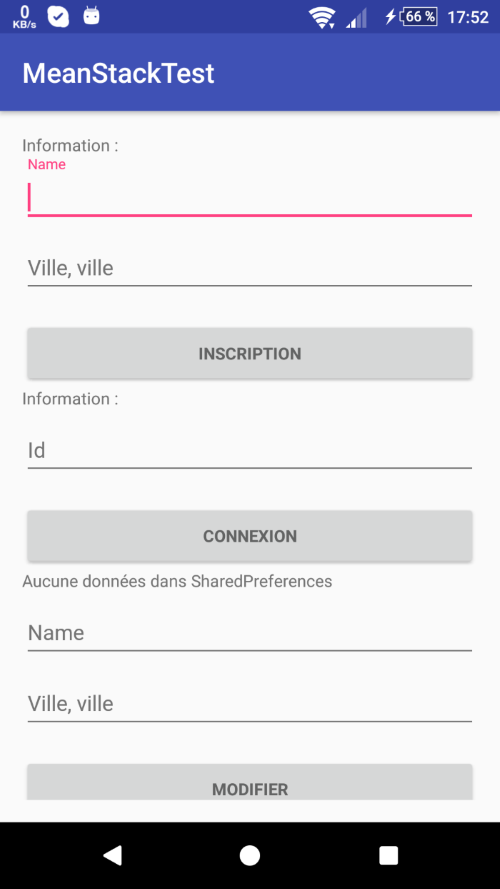 0
KB/s
66 %
17:52
MeanStackTest
Information :
Name
Ville, ville
INSCRIPTION
Information :
Id
CONNEXION
Aucune données dans SharedPreferences
Name
Ville, ville
MODIFIER